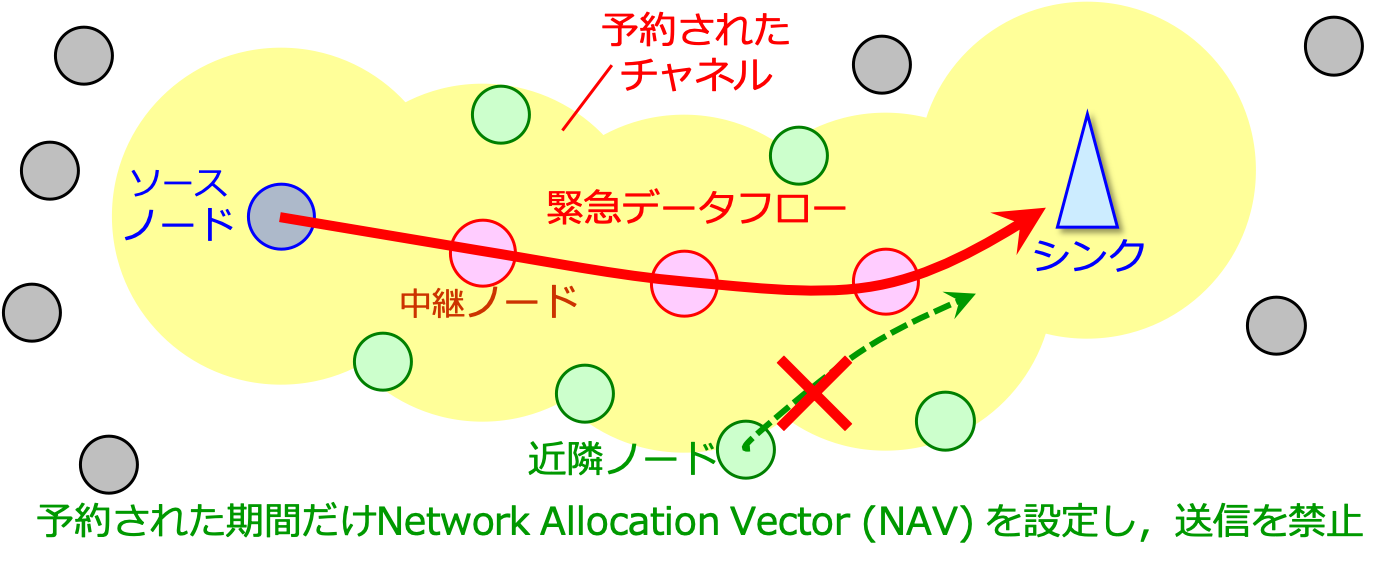 予約された
チャネル
ソース
ノード
緊急データフロー
シンク
中継ノード
近隣ノード
予約された期間だけNetwork Allocation Vector (NAV) を設定し，送信を禁止